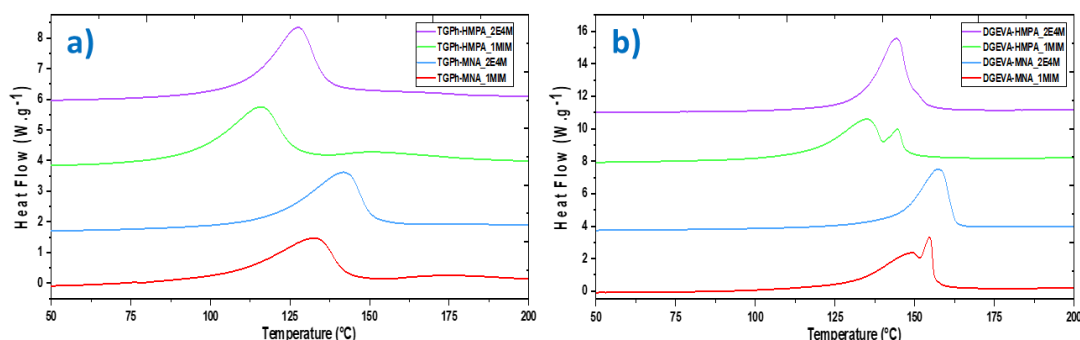 a)
TGPh-HMPA_2E4M
TGPh-HMPA_1MIM
TGPh-MNA_2E4M
TGPh-MNA_1MIM
8
7
6
5
4
3
2
1
0
Heat Flow (W.g-1)
50 75 100 125 150 175 200
Temperature (ºC)
b)
DGEVA-HMPA_2E4M
DGEVA-HMPA_1MIM
DGEVA-MNA_2E4M
DGEVA-MNA_1MIM
16
14
12
10
8
6
4
2
0
Heat Flow (W.g-1)
50 75 100 125 150 175 200
Temperature (ºC)